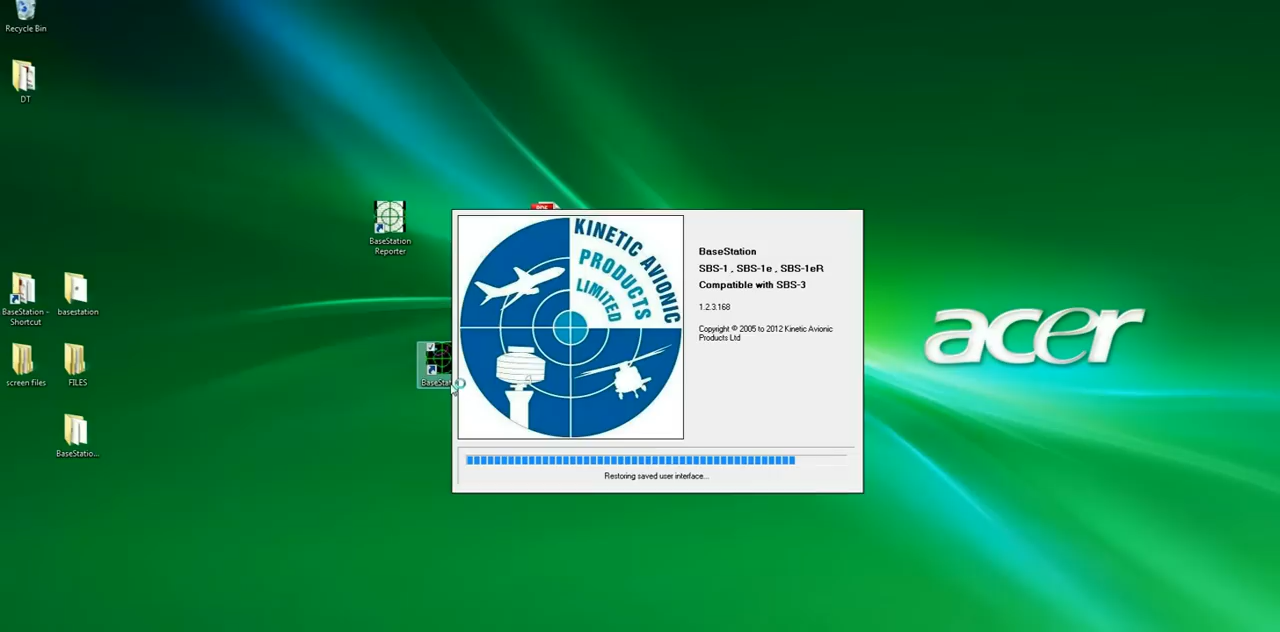 Recycle Bin
DT
BaseStation
Reporter
BaseStation -
Shortcut
basestation
screen files
FILES
BaseStatio...
KINETIC AVIONIC
PRODUCTS
LIMITED
BaseStation
SBS-1 , SBS-1e , SBS-1eR
Compatible with SBS-3
1.2.3.168
Copyright © 2005 to 2012 Kinetic Avionic
Products Ltd
Restoring saved user interface...
acer